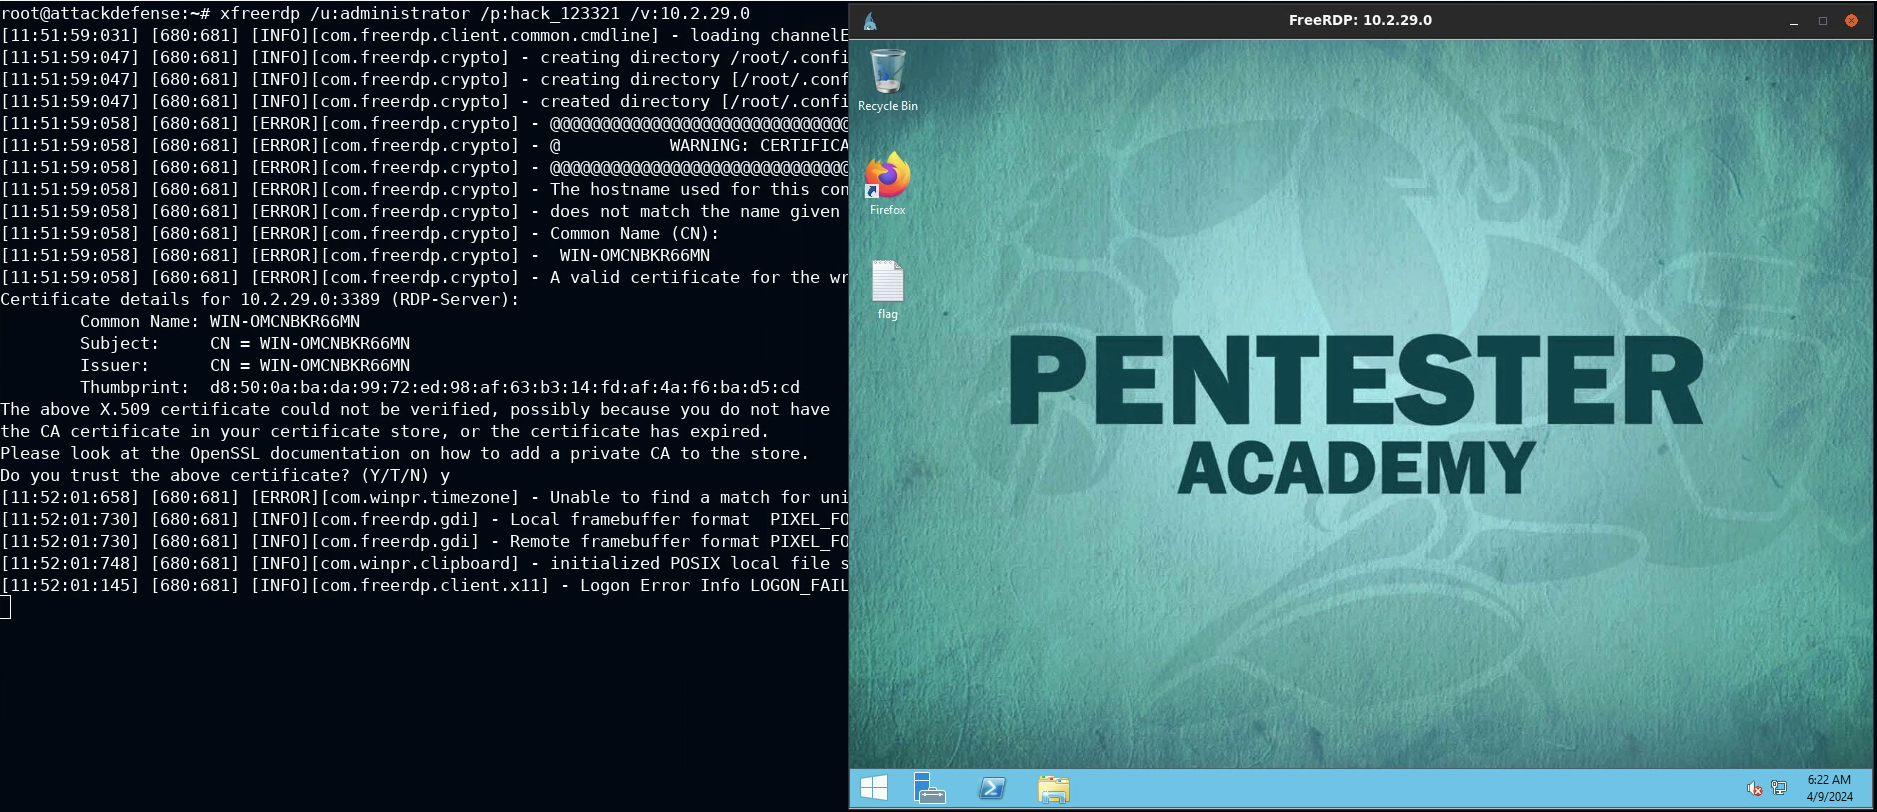 root@attackdefense:~# xfreerdp /u:administrator /p:hack_123321 /v:10.2.29.0
[11:51:59:031] [680:681] [INFO][com.freerdp.client.common.cmdline] - loading channelE
[11:51:59:047] [680:681] [INFO][com.freerdp.crypto] - creating directory /root/.confi
[11:51:59:047] [680:681] [INFO][com.freerdp.crypto] - creating directory [/root/.conf
[11:51:59:047] [680:681] [INFO][com.freerdp.crypto] - created directory [/root/.confi
[11:51:59:058] [680:681] [ERROR][com.freerdp.crypto] - @@@@@@@@@@@@@@@@@@@@@@@@@@@@@@
[11:51:59:058] [680:681] [ERROR][com.freerdp.crypto] - @           WARNING: CERTIFICA
[11:51:59:058] [680:681] [ERROR][com.freerdp.crypto] - @@@@@@@@@@@@@@@@@@@@@@@@@@@@@@
[11:51:59:058] [680:681] [ERROR][com.freerdp.crypto] - The hostname used for this con
[11:51:59:058] [680:681] [ERROR][com.freerdp.crypto] - does not match the name given
[11:51:59:058] [680:681] [ERROR][com.freerdp.crypto] - Common Name (CN):
[11:51:59:058] [680:681] [ERROR][com.freerdp.crypto] -  WIN-OMCNBKR66MN
[11:51:59:058] [680:681] [ERROR][com.freerdp.crypto] - A valid certificate for the wr
Certificate details for 10.2.29.0:3389 (RDP-Server):
        Common Name: WIN-OMCNBKR66MN
        Subject:     CN = WIN-OMCNBKR66MN
        Issuer:      CN = WIN-OMCNBKR66MN
        Thumbprint:  d8:50:0a:ba:da:99:72:ed:98:af:63:b3:14:fd:af:4a:f6:ba:d5:cd
The above X.509 certificate could not be verified, possibly because you do not have
the CA certificate in your certificate store, or the certificate has expired.
Please look at the OpenSSL documentation on how to add a private CA to the store.
Do you trust the above certificate? (Y/T/N) y
[11:52:01:658] [680:681] [ERROR][com.winpr.timezone] - Unable to find a match for uni
[11:52:01:730] [680:681] [INFO][com.freerdp.gdi] - Local framebuffer format  PIXEL_FO
[11:52:01:730] [680:681] [INFO][com.freerdp.gdi] - Remote framebuffer format PIXEL_FO
[11:52:01:748] [680:681] [INFO][com.winpr.clipboard] - initialized POSIX local file s
[11:52:01:145] [680:681] [INFO][com.freerdp.client.x11] - Logon Error Info LOGON_FAIL
FreeRDP: 10.2.29.0
Recycle Bin
Firefox
flag
PENTESTER
ACADEMY
6:22 AM
4/9/2024